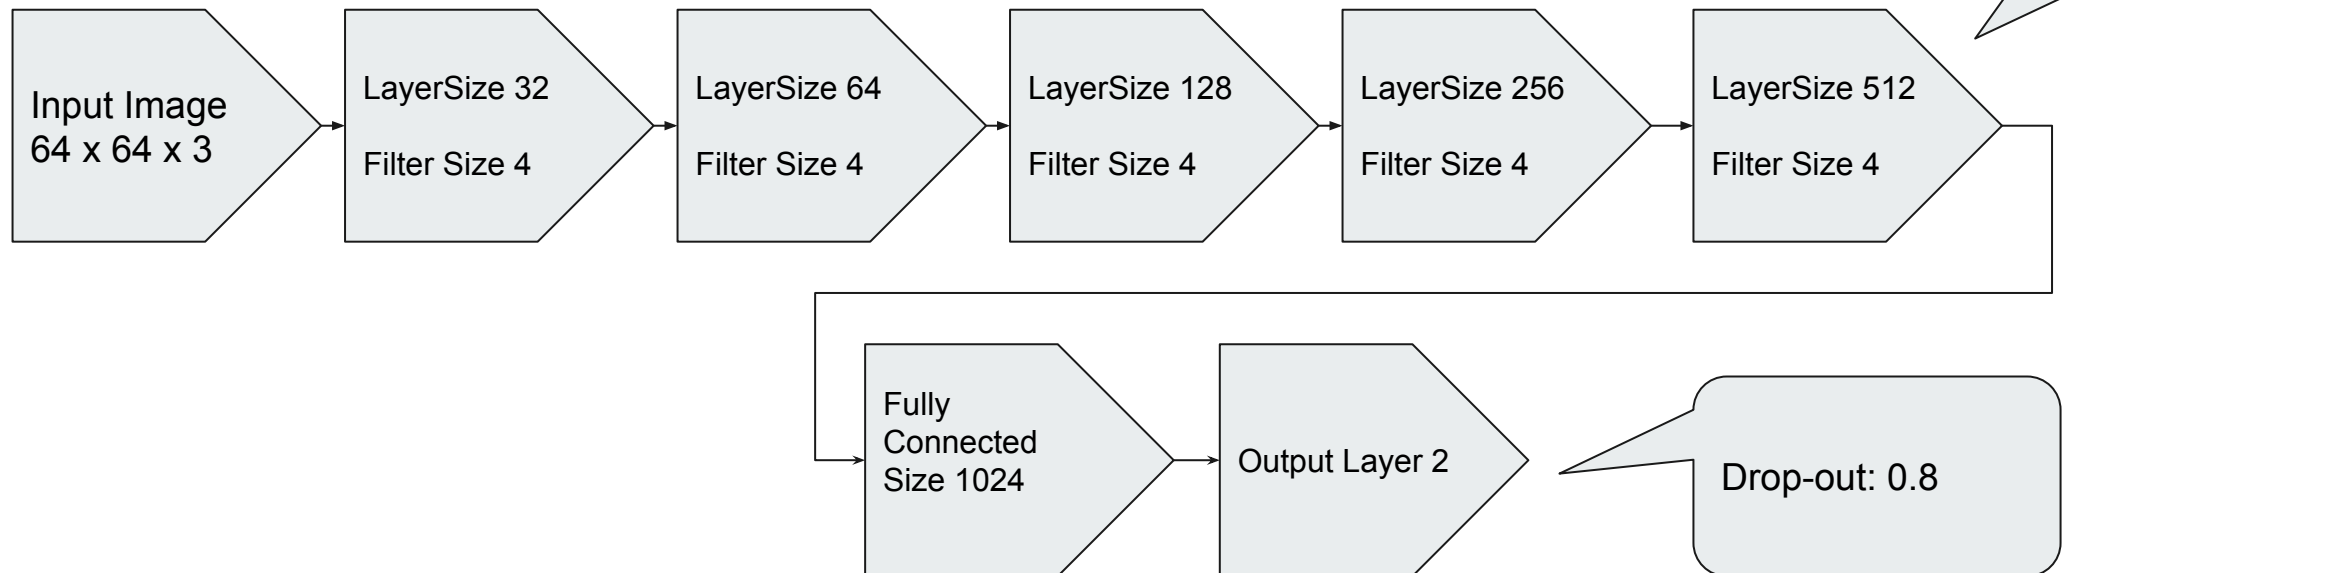 Input Image
64 x 64 x 3
LayerSize 32
Filter Size 4
LayerSize 64
Filter Size 4
LayerSize 128
Filter Size 4
LayerSize 256
Filter Size 4
LayerSize 512
Filter Size 4
Fully
Connected
Size 1024
Output Layer 2
Drop-out: 0.8